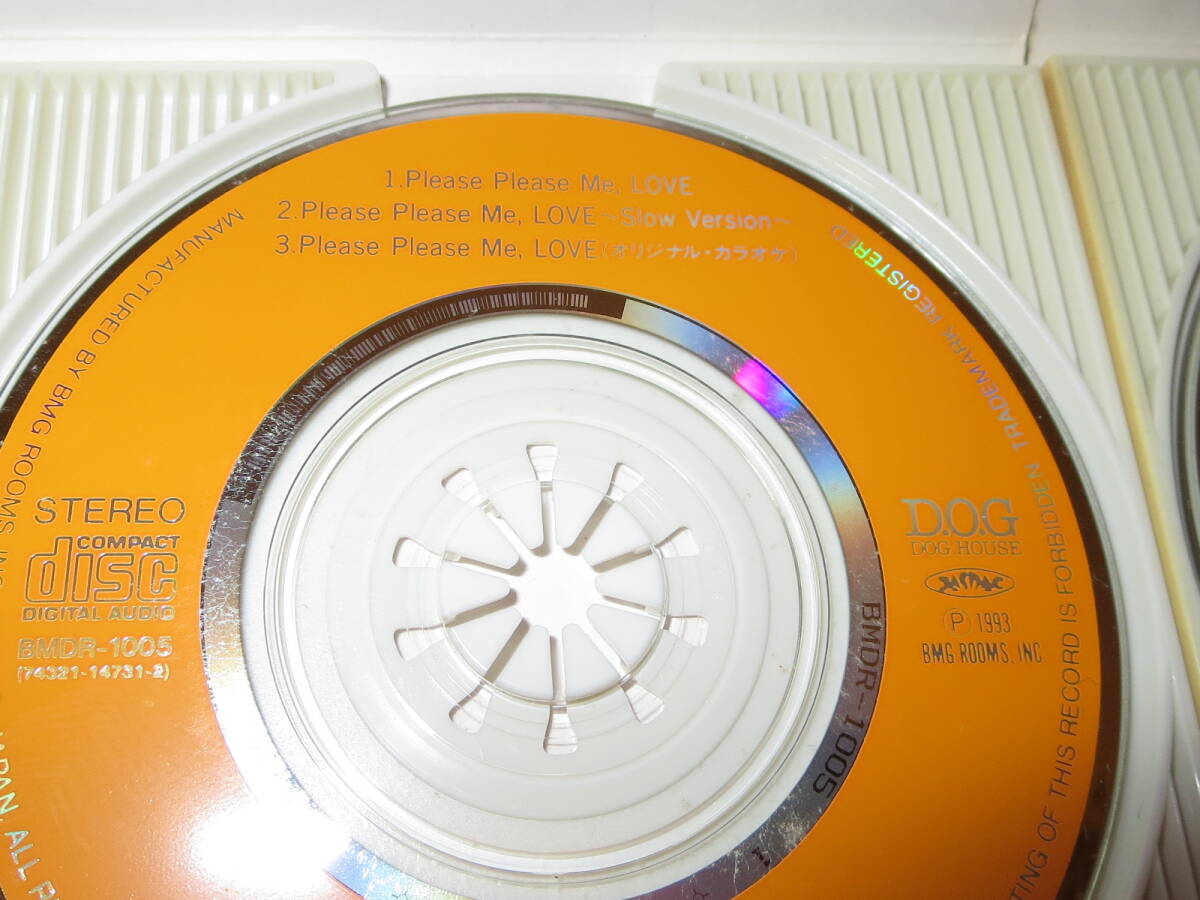 1.Please Please Me, LOVE
2.Please Please Me, LOVE~Slow Version~
3.Please Please Me, LOVE(オリジナル・カラオケ)
MANUFACTURED BY BMG ROOMS, INC.
TRADEMARK REGISTERED
STEREO
COMPACT
disc
DIGITAL AUDIO
BMDR-1005
(74321-14731-2)
D.O.G
DOG HOUSE
Ⓟ 1993
BMG ROOMS, INC
BMDR-1005 1
JAPAN. ALL
TING OF THIS RECORD IS FORBIDDEN